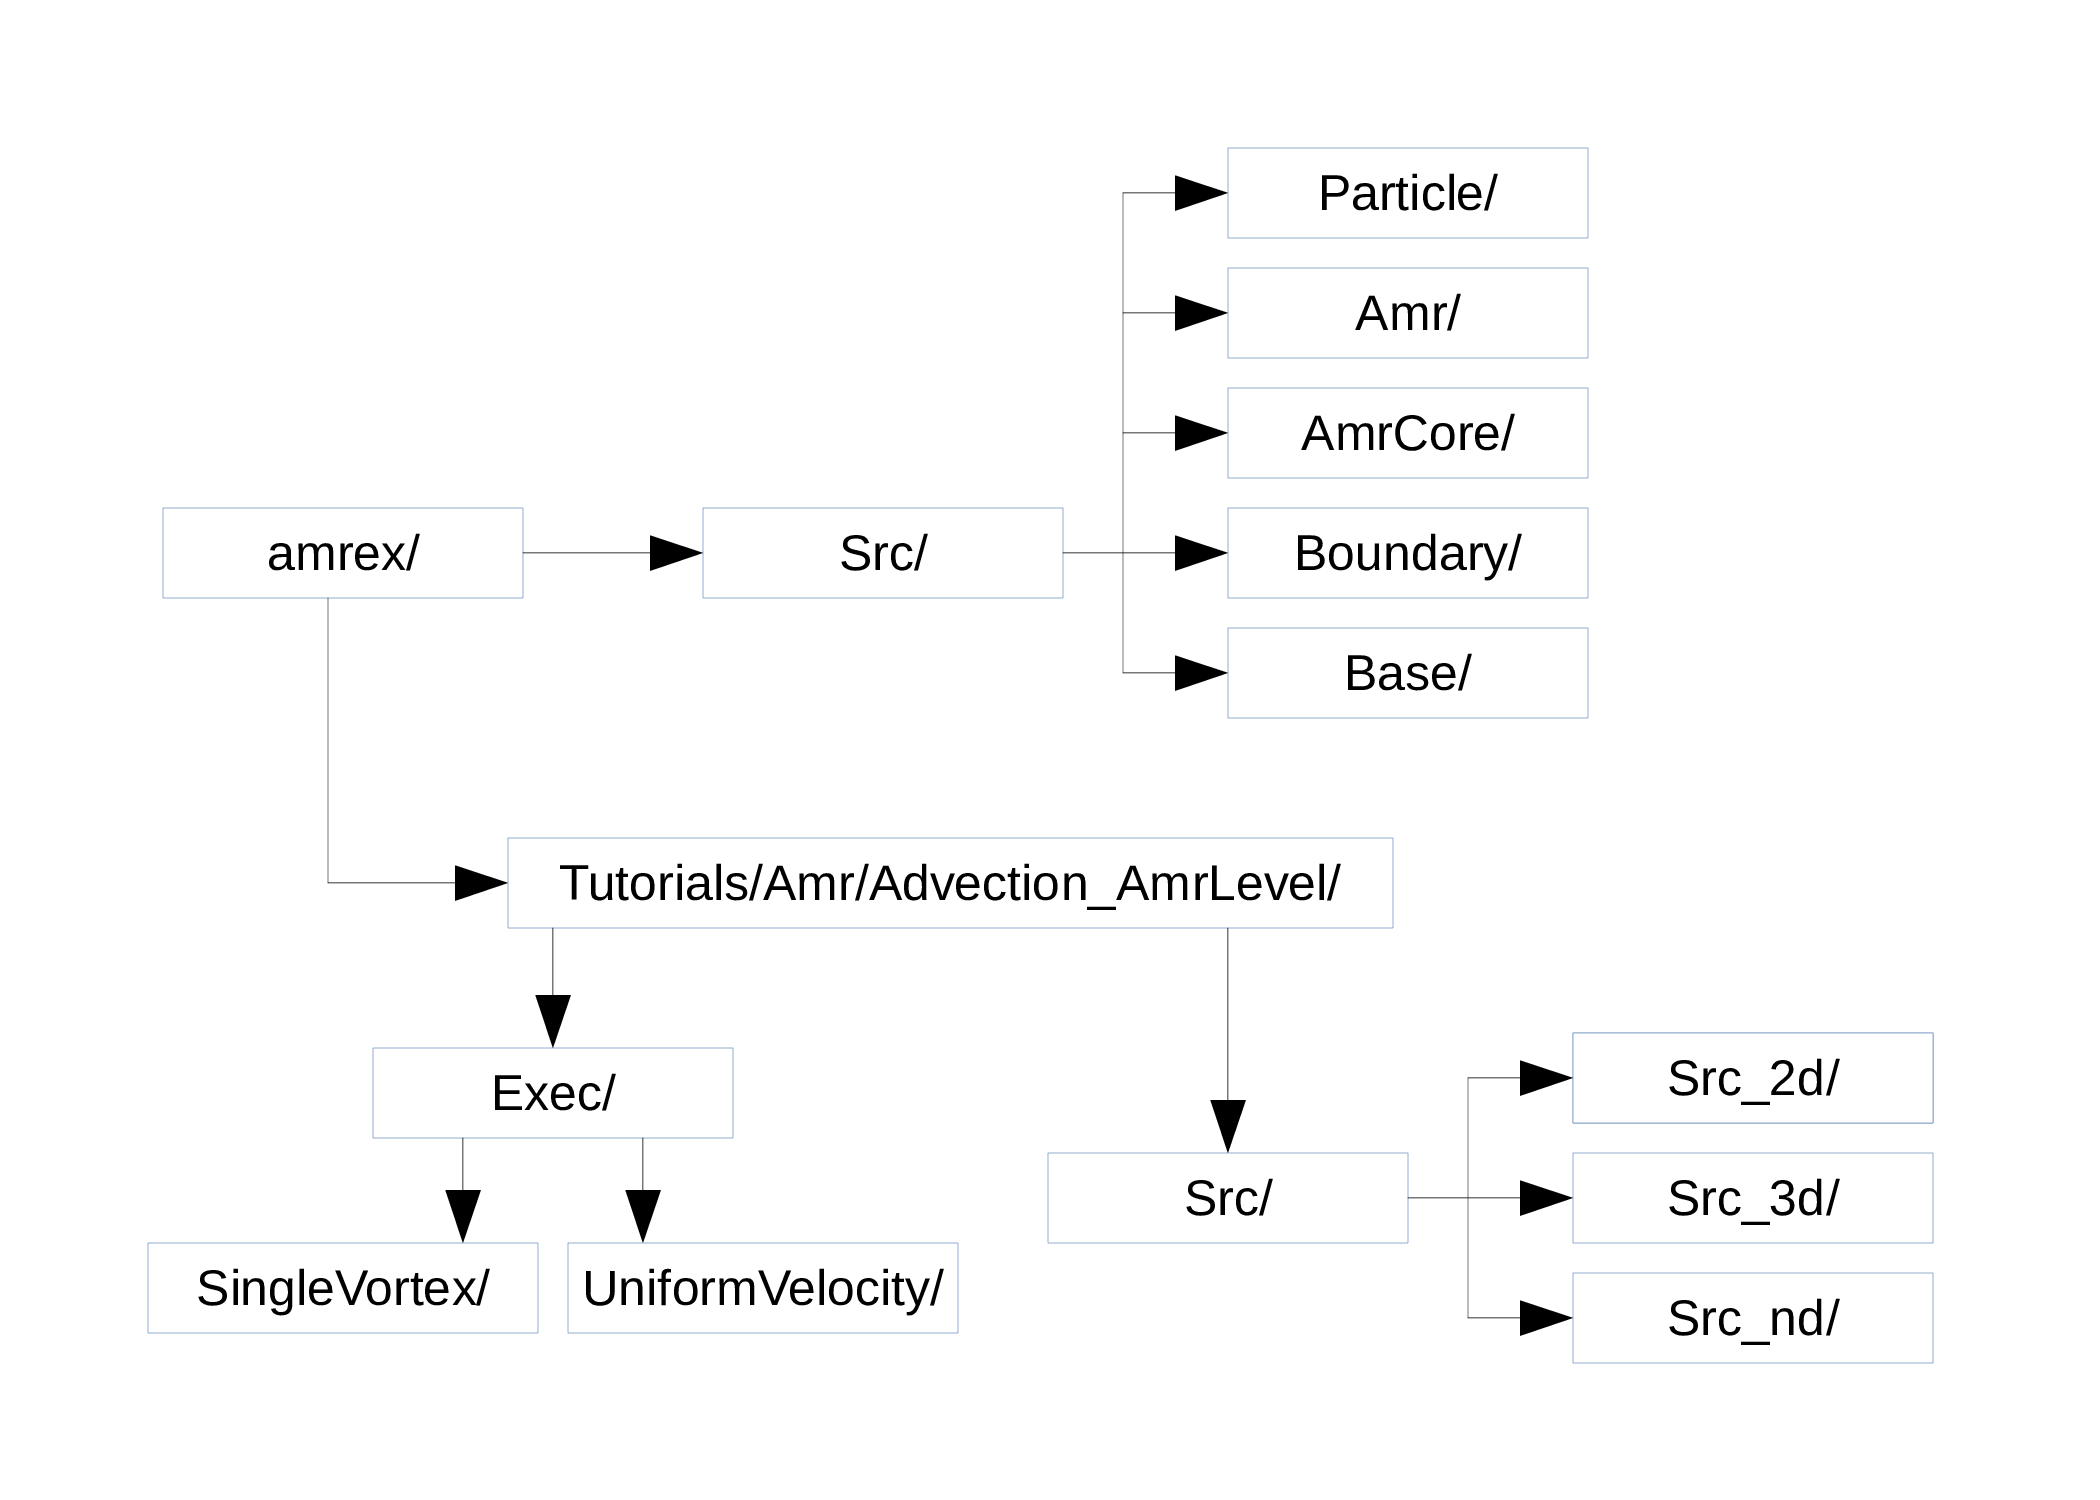 Particle/
Amr/
AmrCore/
amrex/
Src/
Boundary/
Base/
Tutorials/Amr/Advection_AmrLevel/
Exec/
Src_2d/
Src/
Src_3d/
SingleVortex/
UniformVelocity/
Src_nd/